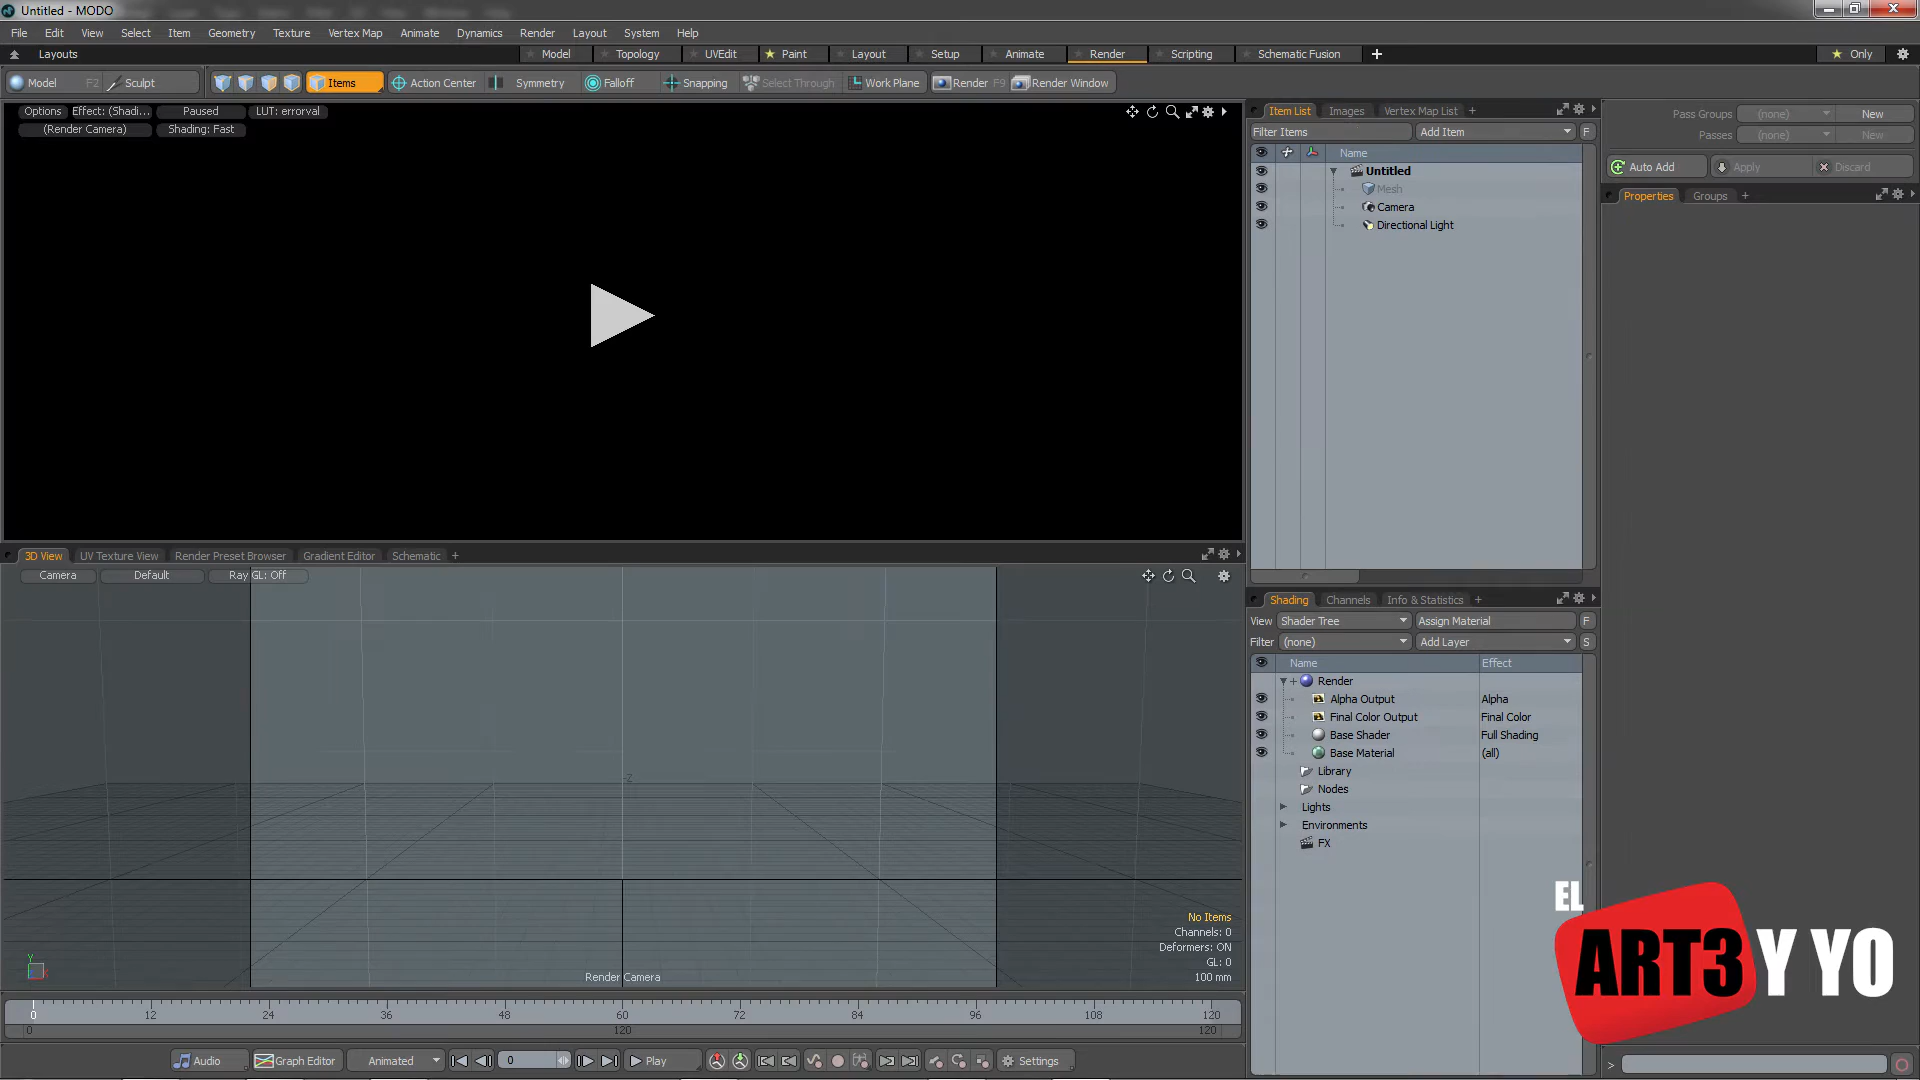 Untitled - MODO
File Edit View Select Item Geometry Texture Vertex Map Animate Dynamics Render Layout System Help
Layouts Model Topology UVEdit Paint Layout Setup Animate Render Scripting Schematic Fusion + Only
Model F2 Sculpt Items Action Center Symmetry Falloff Snapping Select Through Work Plane Render F9 Render Window
Options Effect: (Shadi... Paused LUT: errorval
(Render Camera) Shading: Fast
Item List Images Vertex Map List +
Filter Items Add Item F
Name
Untitled
Mesh
Camera
Directional Light
Pass Groups (none) New
Passes (none) New
Auto Add Apply Discard
Properties Groups +
3D View UV Texture View Render Preset Browser Gradient Editor Schematic +
Camera Default Ray GL: Off
-Z
No Items
Channels: 0
Deformers: ON
GL: 0
100 mm
Render Camera
Y
X
Shading Channels Info & Statistics +
View Shader Tree Assign Material F
Filter (none) Add Layer S
Name Effect
Render
Alpha Output Alpha
Final Color Output Final Color
Base Shader Full Shading
Base Material (all)
Library
Nodes
Lights
Environments
FX
EL
ART3 Y YO
0 12 24 36 48 60 72 84 96 108 120
0 120 120
Audio Graph Editor Animated 0 Play Settings
>